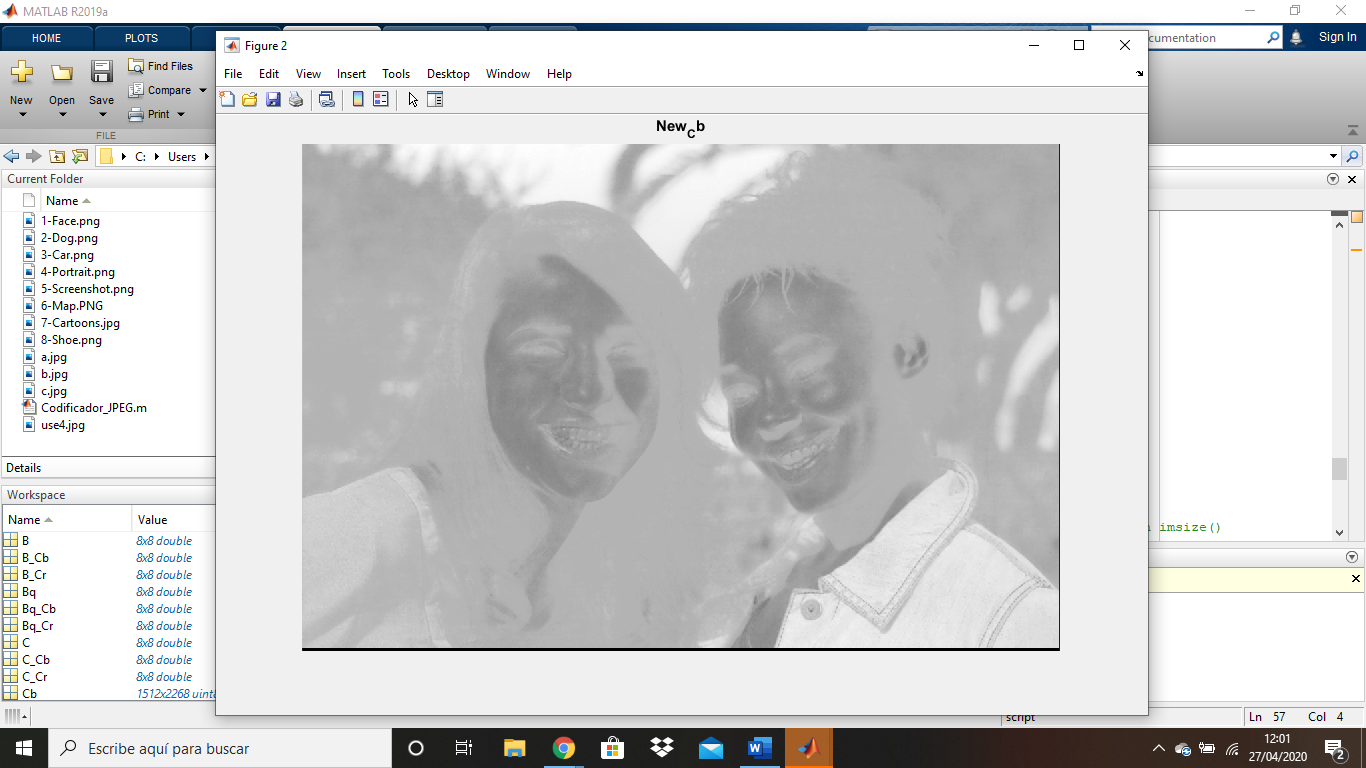 MATLAB R2019a
HOME
PLOTS
cumentation
Sign In
New
Open
Save
Find Files
Compare
Print
FILE
C:
Users
Current Folder
Name
1-Face.png
2-Dog.png
3-Car.png
4-Portrait.png
5-Screenshot.png
6-Map.PNG
7-Cartoons.jpg
8-Shoe.png
a.jpg
b.jpg
c.jpg
Codificador_JPEG.m
use4.jpg
Details
Workspace
Name Value
B 8x8 double
B_Cb 8x8 double
B_Cr 8x8 double
Bq 8x8 double
Bq_Cb 8x8 double
Bq_Cr 8x8 double
C 8x8 double
C_Cb 8x8 double
C_Cr 8x8 double
Cb 1512x2268 uint8
Figure 2
File Edit View Insert Tools Desktop Window Help
New_Cb
imsize()
script
Ln 57 Col 4
Escribe aquí para buscar
12:01
27/04/2020
2